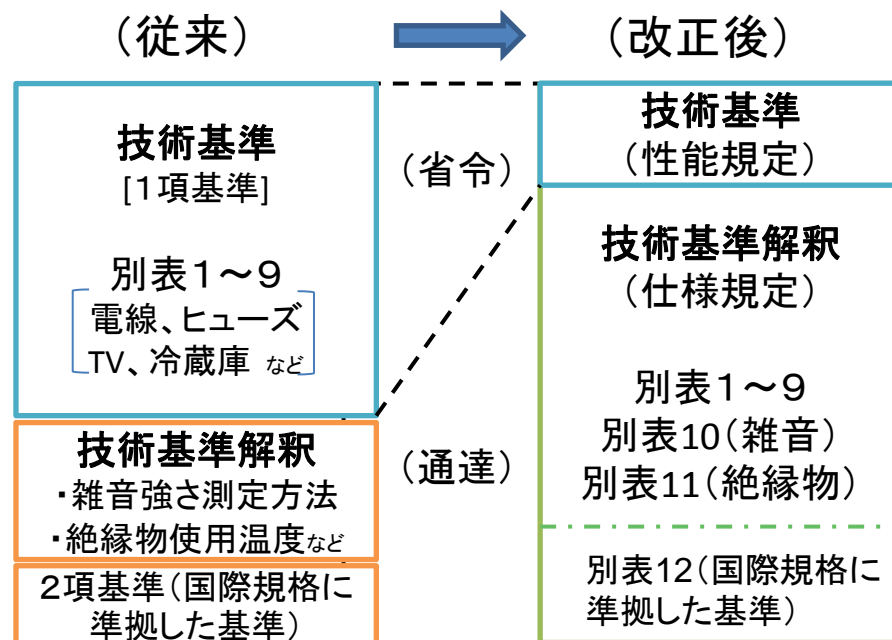 （従来）
技術基準
[1項基準]
別表１～９
電線、ヒューズ
TV、冷蔵庫 など
技術基準解釈
・雑音強さ測定方法
・絶縁物使用温度など
２項基準（国際規格に
準拠した基準）
（省令）
（通達）
（改正後）
技術基準
（性能規定）
技術基準解釈
（仕様規定）
別表１～９
別表10（雑音）
別表11（絶縁物）
別表12（国際規格に
準拠した基準）